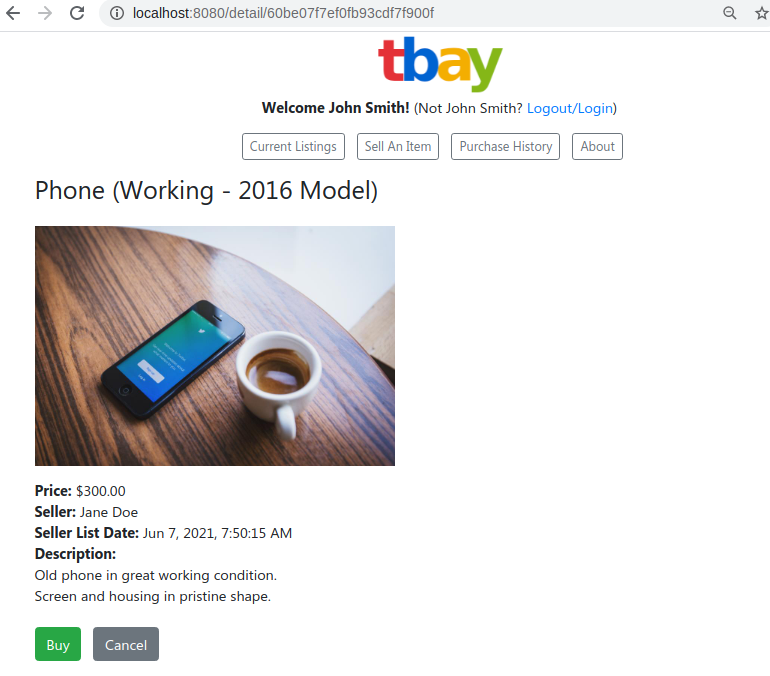 localhost:8080/detail/60be07f7ef0fb93cdf7f900f
tbay
Welcome John Smith! (Not John Smith? Logout/Login)
Current Listings Sell An Item Purchase History About
Phone (Working - 2016 Model)
Price: $300.00
Seller: Jane Doe
Seller List Date: Jun 7, 2021, 7:50:15 AM
Description:
Old phone in great working condition.
Screen and housing in pristine shape.
Buy Cancel